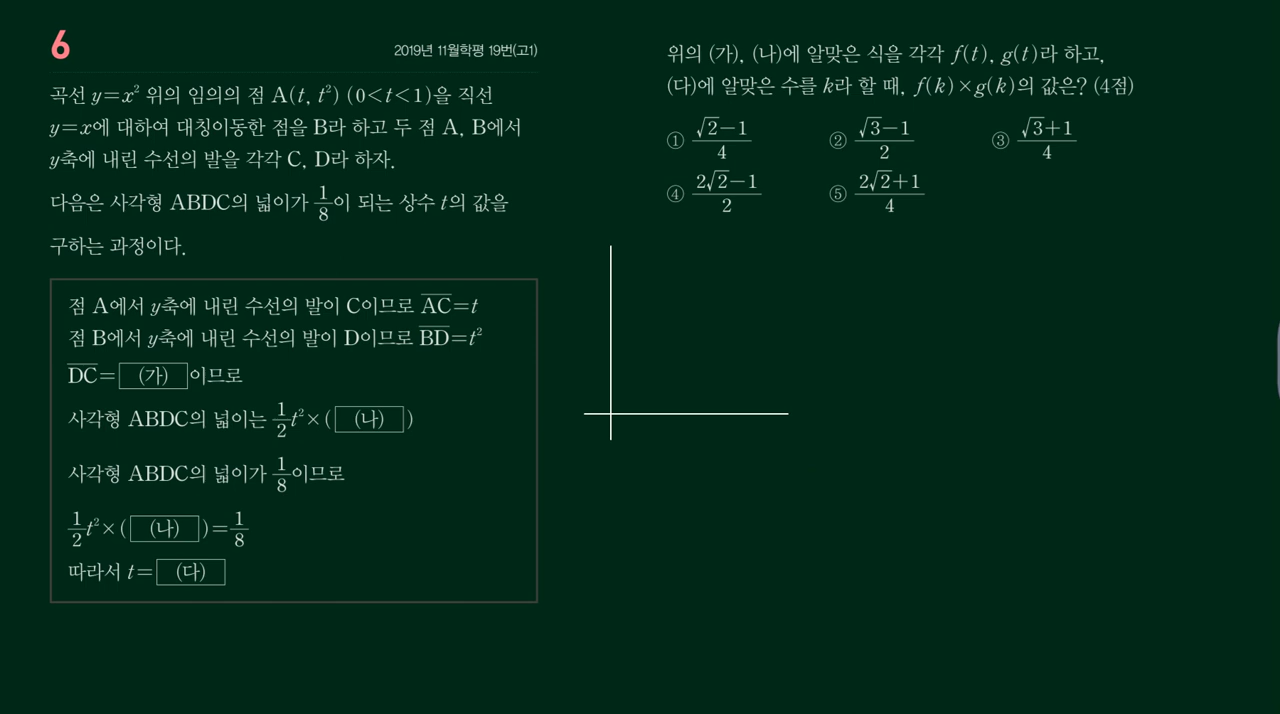 6
2019년 11월학평 19번(고1)
곡선 y=x² 위의 임의의 점 A(t, t²) (0<t<1)을 직선
y=x에 대하여 대칭이동한 점을 B라 하고 두 점 A, B에서
y축에 내린 수선의 발을 각각 C, D라 하자.
다음은 사각형 ABDC의 넓이가 1/8이 되는 상수 t의 값을
구하는 과정이다.
점 A에서 y축에 내린 수선의 발이 C이므로 A̅C̅=t
점 B에서 y축에 내린 수선의 발이 D이므로 B̅D̅=t²
D̅C̅= (가) 이므로
사각형 ABDC의 넓이는 1/2 t²×( (나) )
사각형 ABDC의 넓이가 1/8이므로
1/2 t²×( (나) )=1/8
따라서 t= (다)
위의 (가), (나)에 알맞은 식을 각각 f(t), g(t)라 하고,
(다)에 알맞은 수를 k라 할 때, f(k)×g(k)의 값은? (4점)
① (√2−1)/4 ② (√3−1)/2 ③ (√3+1)/4
④ (2√2−1)/2 ⑤ (2√2+1)/4